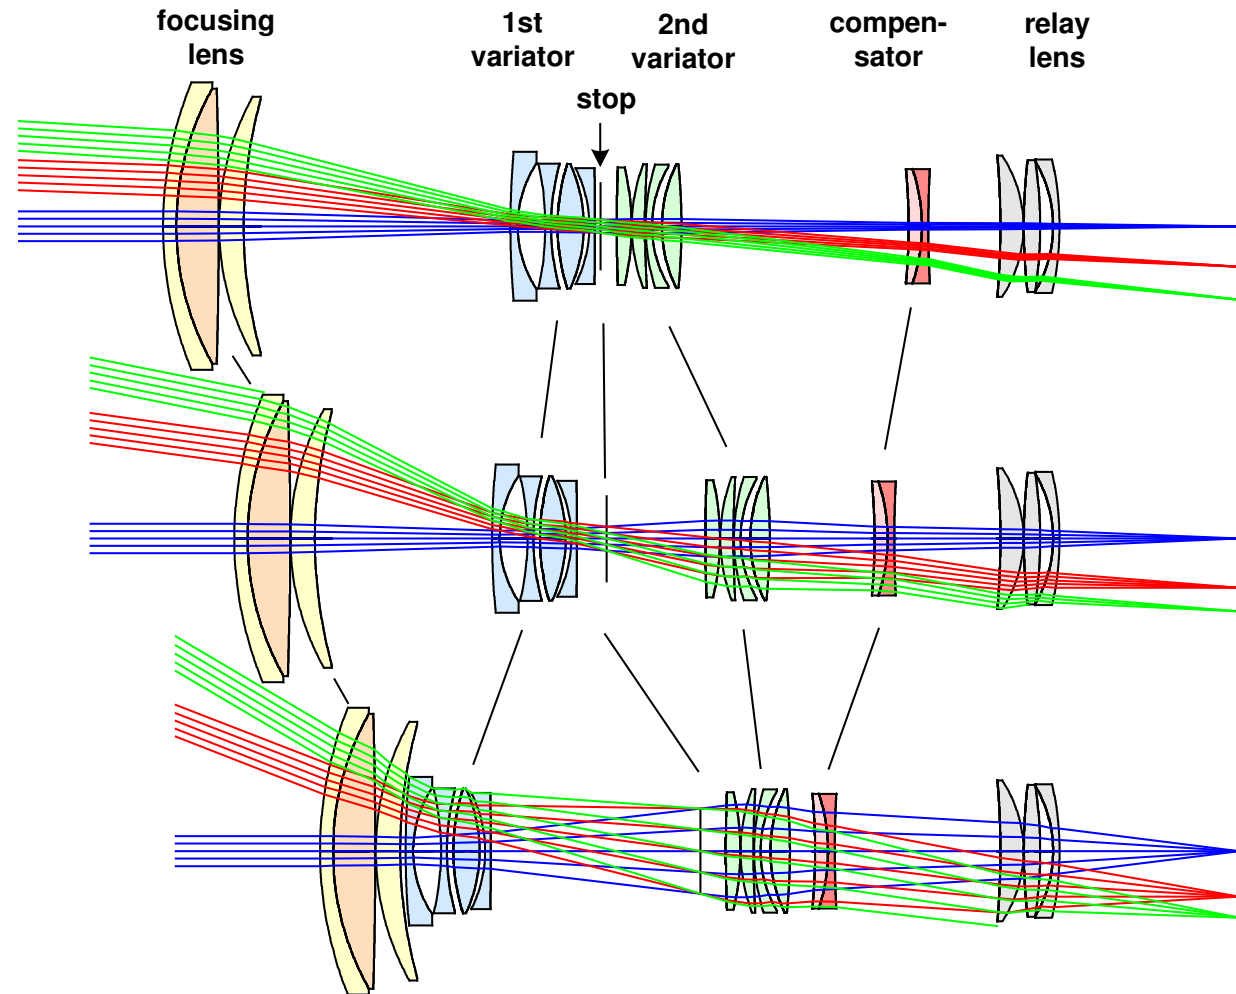 focusing
lens
1st
variator
2nd
variator
compen-
sator
relay
lens
stop